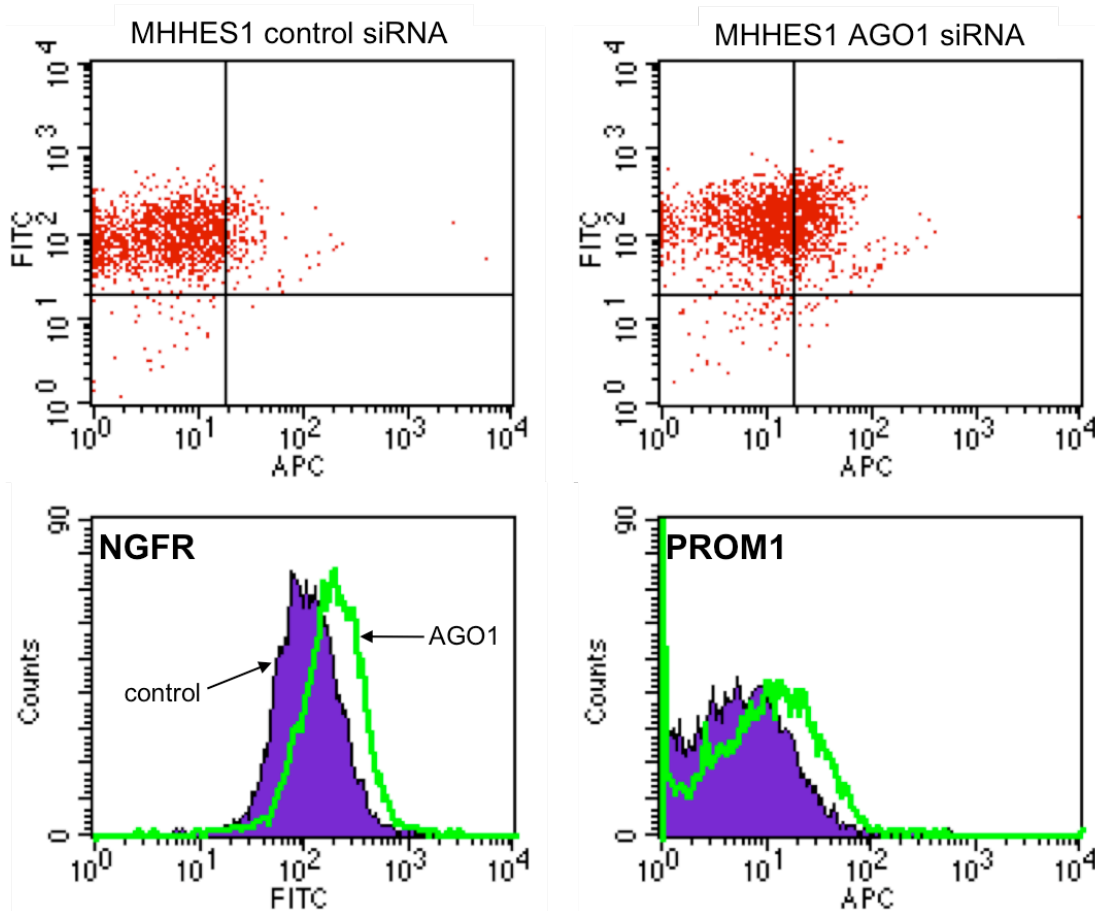 MHHES1 control siRNA
MHHES1 AGO1 siRNA
FITC
10^4
10^3
10^2
10^1
10^0
10^0 10^1 10^2 10^3 10^4
APC
FITC
10^4
10^3
10^2
10^1
10^0
10^0 10^1 10^2 10^3 10^4
APC
NGFR
Counts
90
0
control
AGO1
10^0 10^1 10^2 10^3 10^4
FITC
PROM1
Counts
90
0
10^0 10^1 10^2 10^3 10^4
APC